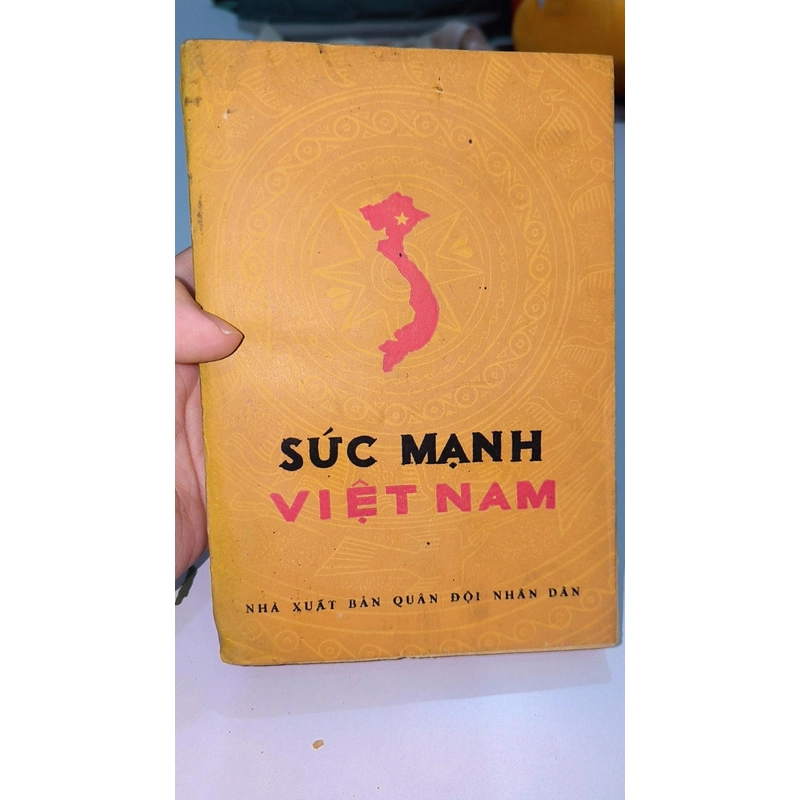 SỨC MẠNH
VIỆT NAM
NHÀ XUẤT BẢN QUÂN ĐỘI NHÂN DÂN